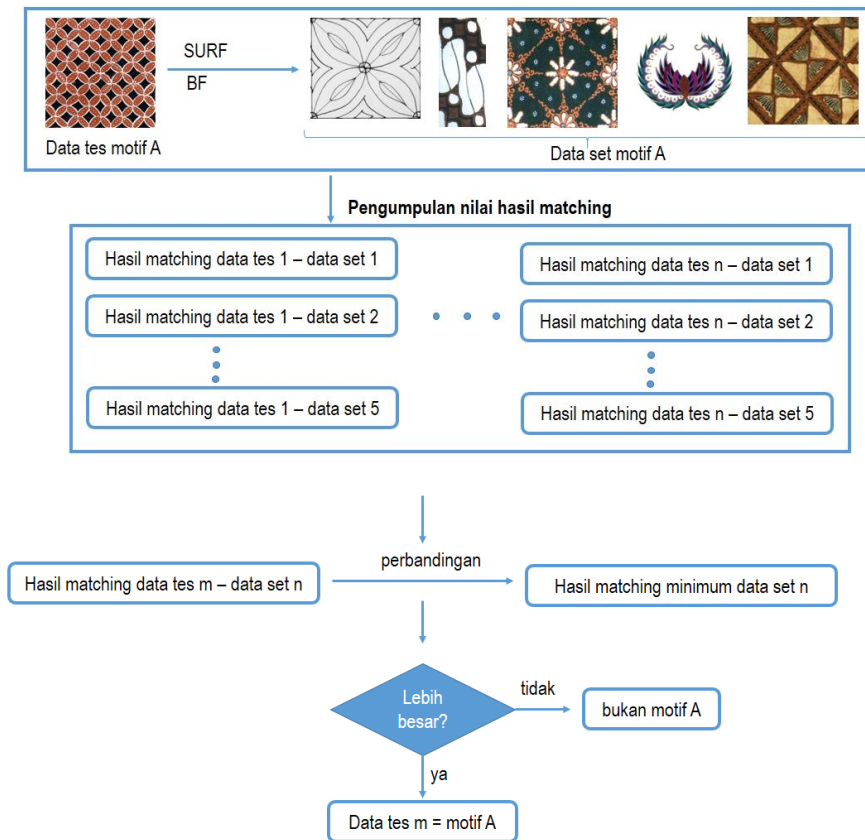 SURF
BF
Data tes motif A
Data set motif A
Pengumpulan nilai hasil matching
Hasil matching data tes 1 – data set 1
Hasil matching data tes n – data set 1
Hasil matching data tes 1 – data set 2
Hasil matching data tes n – data set 2
Hasil matching data tes 1 – data set 5
Hasil matching data tes n – data set 5
perbandingan
Hasil matching data tes m – data set n
Hasil matching minimum data set n
Lebih
besar?
tidak
bukan motif A
ya
Data tes m = motif A